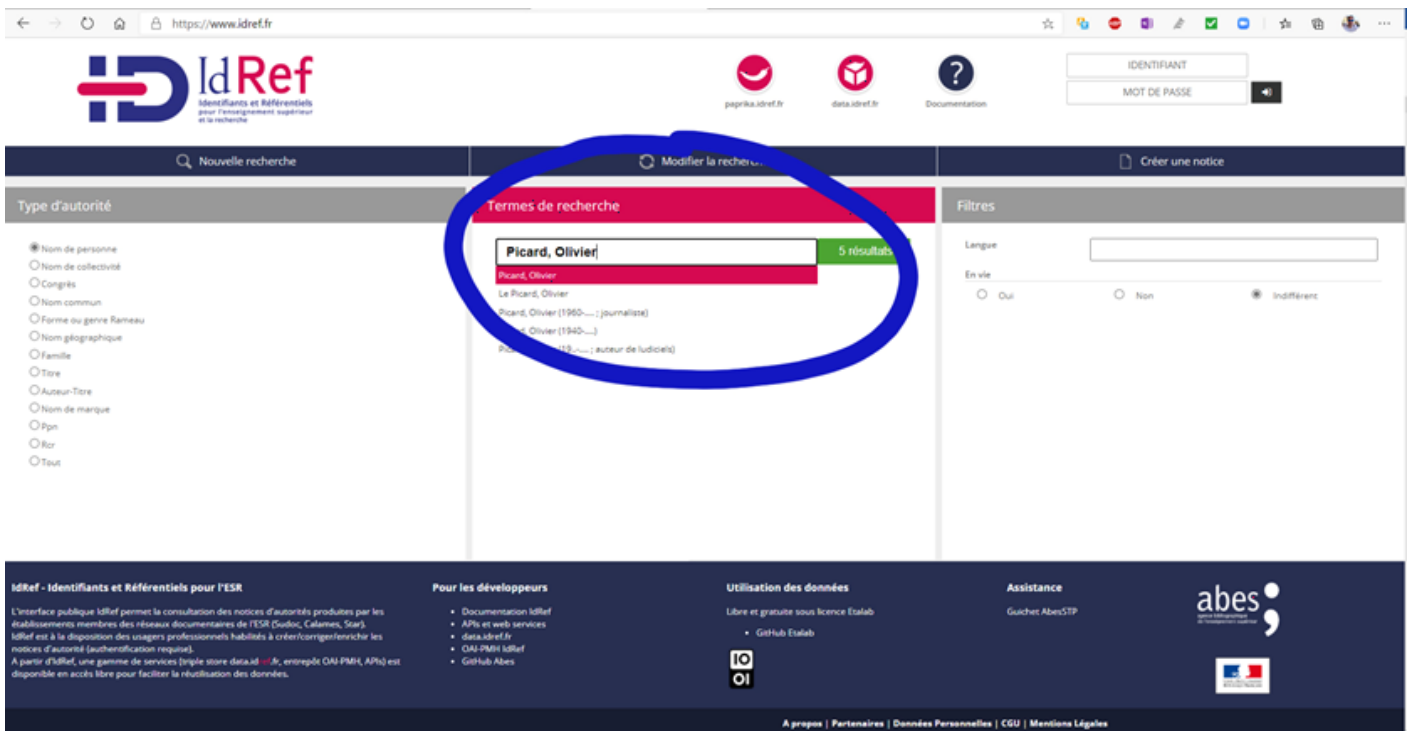 https://www.idref.fr
IdRef
Identifiants et Référentiels
pour l'enseignement supérieur
et la recherche
paprika.idref.fr
data.idref.fr
Documentation
IDENTIFIANT
MOT DE PASSE
Nouvelle recherche
Modifier la recherche
Créer une notice
Type d'autorité
Nom de personne
Nom de collectivité
Congrès
Nom commun
Forme ou genre Rameau
Nom géographique
Famille
Titre
Auteur-Titre
Nom de marque
Ppn
Rcr
Tout
Termes de recherche
Picard, Olivier
5 résultats
Picard, Olivier
Le Picard, Olivier
Picard, Olivier (1960-.... ; journaliste)
Olivier (1940-....)
(19..-.... ; auteur de ludiciels)
Filtres
Langue
En vie
Oui
Non
Indifférent
IdRef - Identifiants et Référentiels pour l'ESR
L'interface publique IdRef permet la consultation des notices d'autorités produites par les
établissements membres des réseaux documentaires de l'ESR (Sudoc, Calames, Star).
IdRef est à la disposition des usagers professionnels habilités à créer/corriger/enrichir les
notices d'autorité (authentification requise).
A partir d'IdRef, une gamme de services (triple store data.idref.fr, entrepôt OAI-PMH, APIs) est
disponible en accès libre pour faciliter la réutilisation des données.
Pour les développeurs
Documentation IdRef
APIs et web services
data.idref.fr
OAI-PMH IdRef
GitHub Abes
Utilisation des données
Libre et gratuite sous licence Etalab
GitHub Etalab
Assistance
Guichet AbesSTP
abes
agence bibliographique
de l'enseignement supérieur
A propos | Partenaires | Données Personnelles | CGU | Mentions Légales